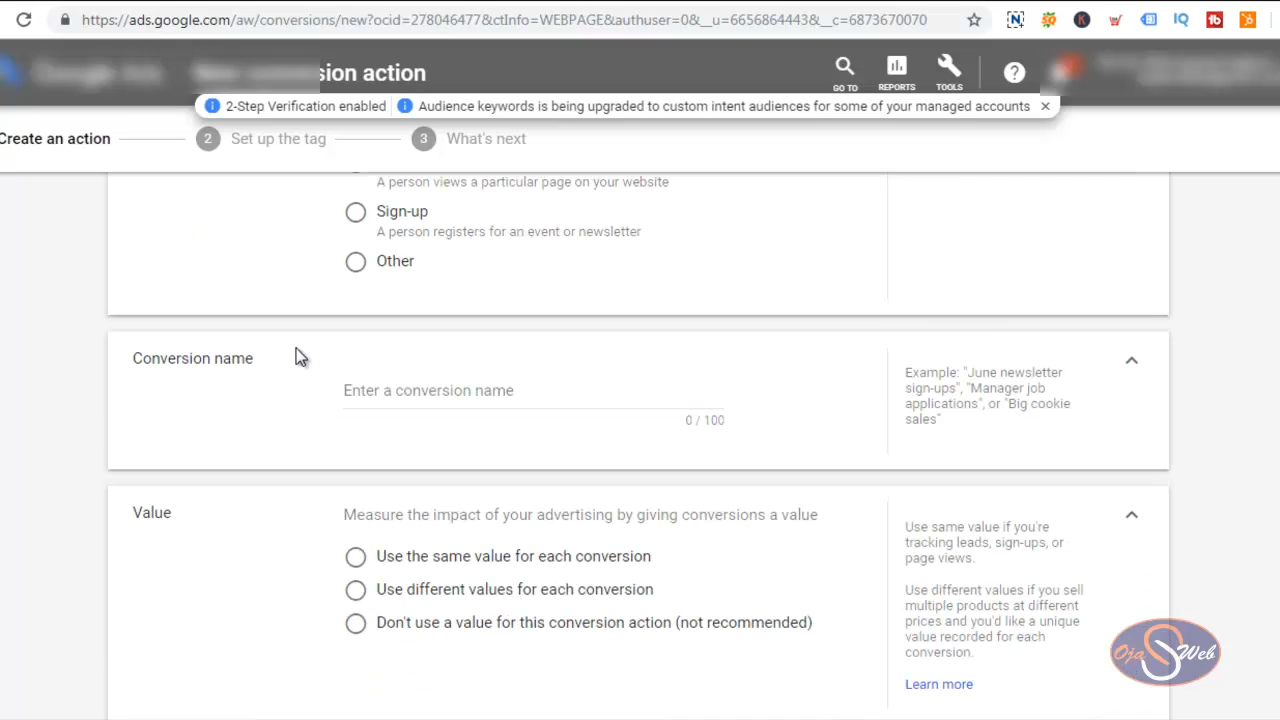 https://ads.google.com/aw/conversions/new?ocid=278046477&ctInfo=WEBPAGE&authuser=0&__u=6656864443&__c=6873670070
sion action
GO TO
REPORTS
TOOLS
2-Step Verification enabled
Audience keywords is being upgraded to custom intent audiences for some of your managed accounts
Create an action
2
Set up the tag
3
What's next
A person views a particular page on your website
Sign-up
A person registers for an event or newsletter
Other
Conversion name
Enter a conversion name
0 / 100
Example: "June newsletter
sign-ups", "Manager job
applications", or "Big cookie
sales"
Value
Measure the impact of your advertising by giving conversions a value
Use the same value for each conversion
Use different values for each conversion
Don't use a value for this conversion action (not recommended)
Use same value if you're
tracking leads, sign-ups, or
page views.
Use different values if you sell
multiple products at different
prices and you'd like a unique
value recorded for each
conversion.
Learn more
Ojas Web